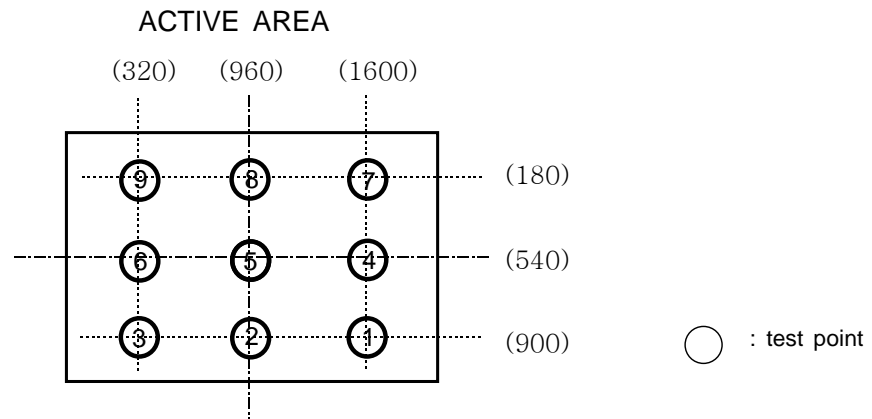 ACTIVE AREA
(320) (960) (1600)
9 8 7 (180)
6 5 4 (540)
3 2 1 (900)
: test point